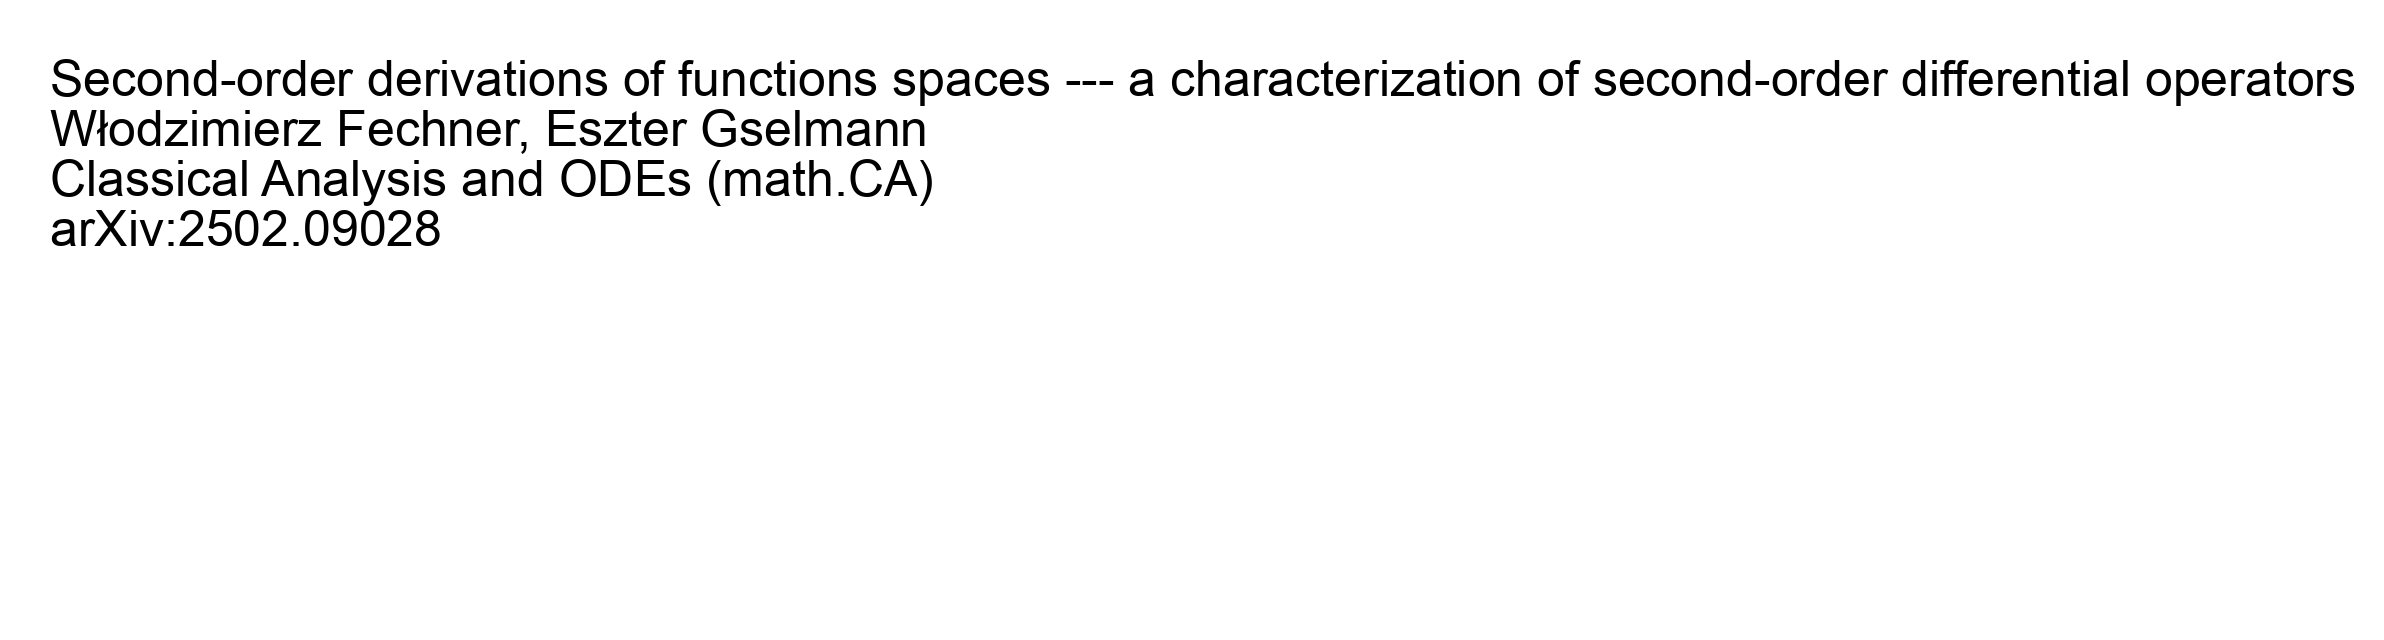 Second-order derivations of functions spaces --- a characterization of second-order differential operators
Włodzimierz Fechner, Eszter Gselmann
Classical Analysis and ODEs (math.CA)
arXiv:2502.09028